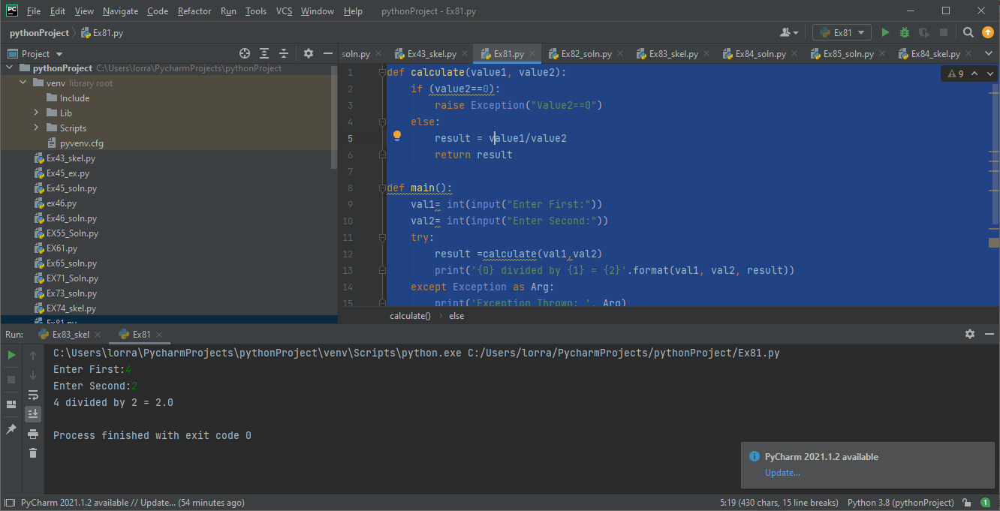 PC File Edit View Navigate Code Refactor Run Tools VCS Window Help pythonProject - Ex81.py
pythonProject Ex81.py Ex81
Project
_soln.py Ex43_skel.py Ex81.py Ex82_soln.py Ex83_skel.py Ex84_soln.py Ex85_soln.py Ex84_skel.py
pythonProject C:\Users\lorra\PycharmProjects\pythonProject
venv library root
Include
Lib
Scripts
pyvenv.cfg
Ex43_skel.py
Ex45_ex.py
Ex45_soln.py
ex46.py
Ex46_soln.py
EX55_Soln.py
EX61.py
Ex65_soln.py
EX71_Soln.py
Ex73_soln.py
EX74_skel.py
Ex81.py
9
1 def calculate(value1, value2):
2 if (value2==0):
3 raise Exception("Value2==0")
4 else:
5 result = value1/value2
6 return result
7
8 def main():
9 val1= int(input("Enter First:"))
10 val2= int(input("Enter Second:"))
11 try:
12 result =calculate(val1,val2)
13 print('{0} divided by {1} = {2}'.format(val1, val2, result))
14 except Exception as Arg:
15 print('Exception Thrown: ', Arg)
calculate() else
Run: Ex83_skel Ex81
C:\Users\lorra\PycharmProjects\pythonProject\venv\Scripts\python.exe C:/Users/lorra/PycharmProjects/pythonProject/Ex81.py
Enter First:4
Enter Second:2
4 divided by 2 = 2.0
Process finished with exit code 0
PyCharm 2021.1.2 available
Update...
PyCharm 2021.1.2 available // Update... (54 minutes ago) 5:19 (430 chars, 15 line breaks) Python 3.8 (pythonProject) 1